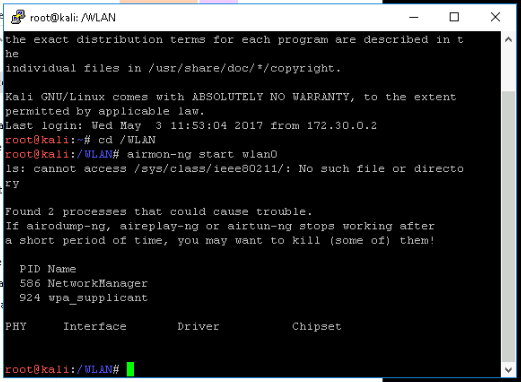 root@kali: /WLAN
the exact distribution terms for each program are described in t
he
individual files in /usr/share/doc/*/copyright.
Kali GNU/Linux comes with ABSOLUTELY NO WARRANTY, to the extent
permitted by applicable law.
Last login: Wed May  3 11:53:04 2017 from 172.30.0.2
root@kali:~# cd /WLAN
root@kali:/WLAN# airmon-ng start wlan0
ls: cannot access /sys/class/ieee80211/: No such file or directo
ry
Found 2 processes that could cause trouble.
If airodump-ng, aireplay-ng or airtun-ng stops working after
a short period of time, you may want to kill (some of) them!
PID Name
586 NetworkManager
924 wpa_supplicant
PHY     Interface       Driver          Chipset
root@kali:/WLAN#